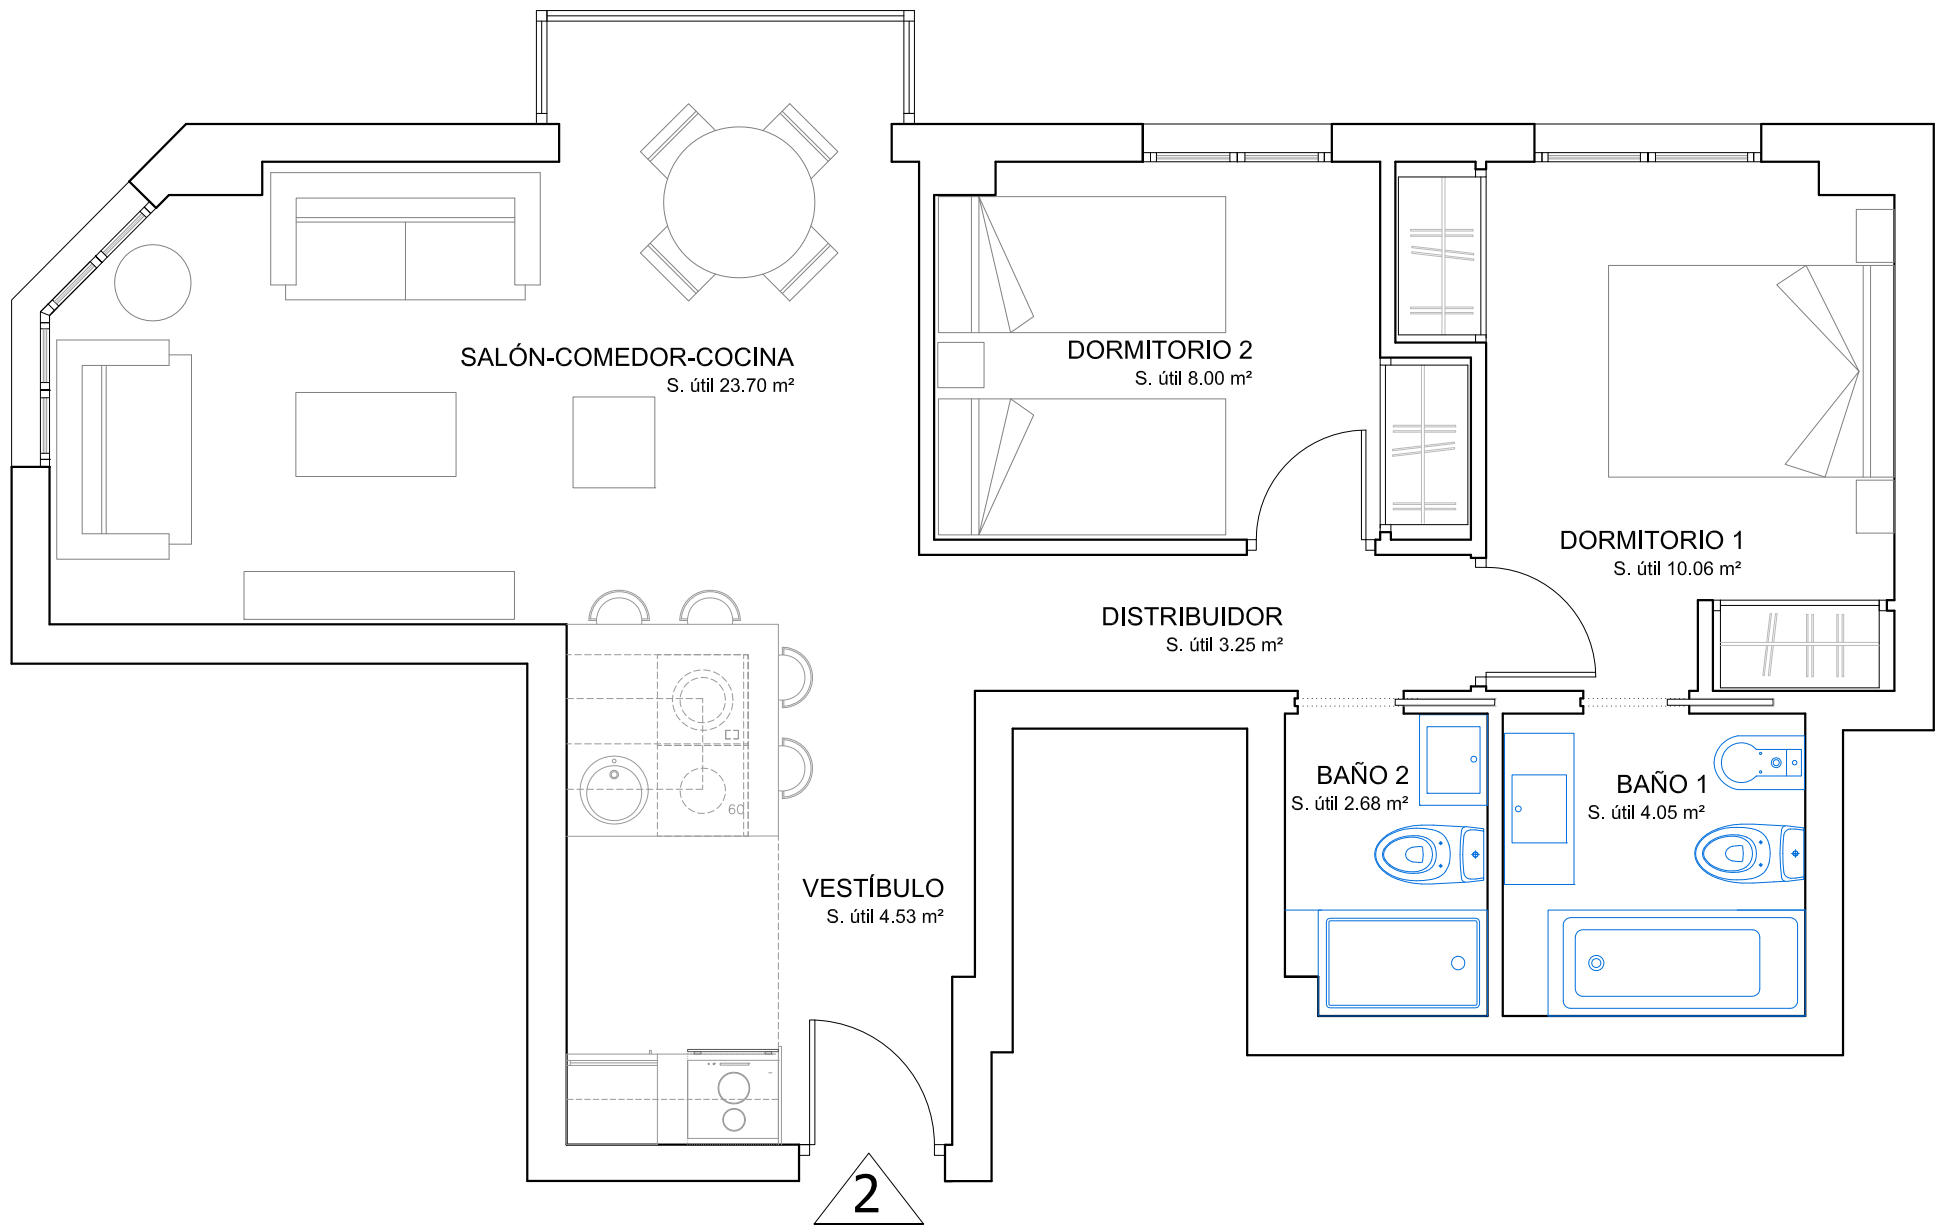 SALÓN-COMEDOR-COCINA
S. útil 23.70 m²
DORMITORIO 2
S. útil 8.00 m²
DORMITORIO 1
S. útil 10.06 m²
DISTRIBUIDOR
S. útil 3.25 m²
BAÑO 2
S. útil 2.68 m²
BAÑO 1
S. útil 4.05 m²
60
VESTÍBULO
S. útil 4.53 m²
2